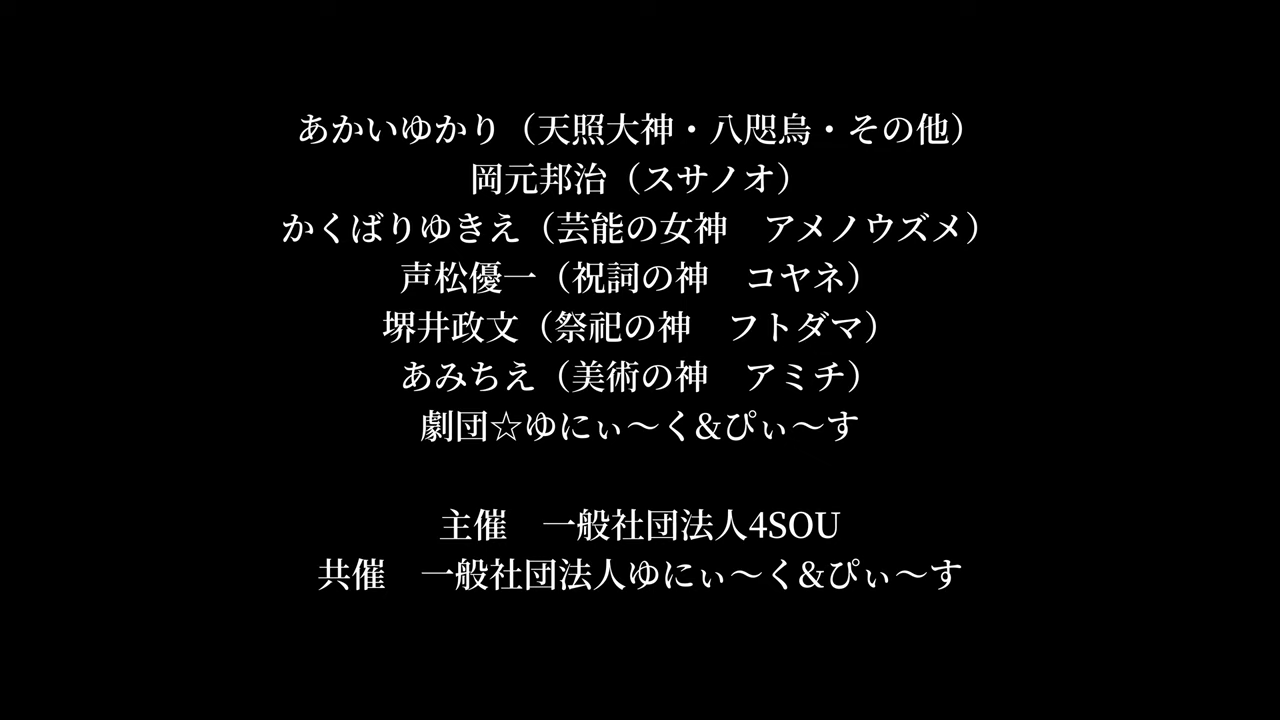 あかいゆかり（天照大神・八咫烏・その他）
岡元邦治（スサノオ）
かくばりゆきえ（芸能の女神　アメノウズメ）
声松優一（祝詞の神　コヤネ）
堺井政文（祭祀の神　フトダマ）
あみちえ（美術の神　アミチ）
劇団☆ゆにぃ〜く&ぴぃ〜す
主催　一般社団法人4SOU
共催　一般社団法人ゆにぃ〜く&ぴぃ〜す